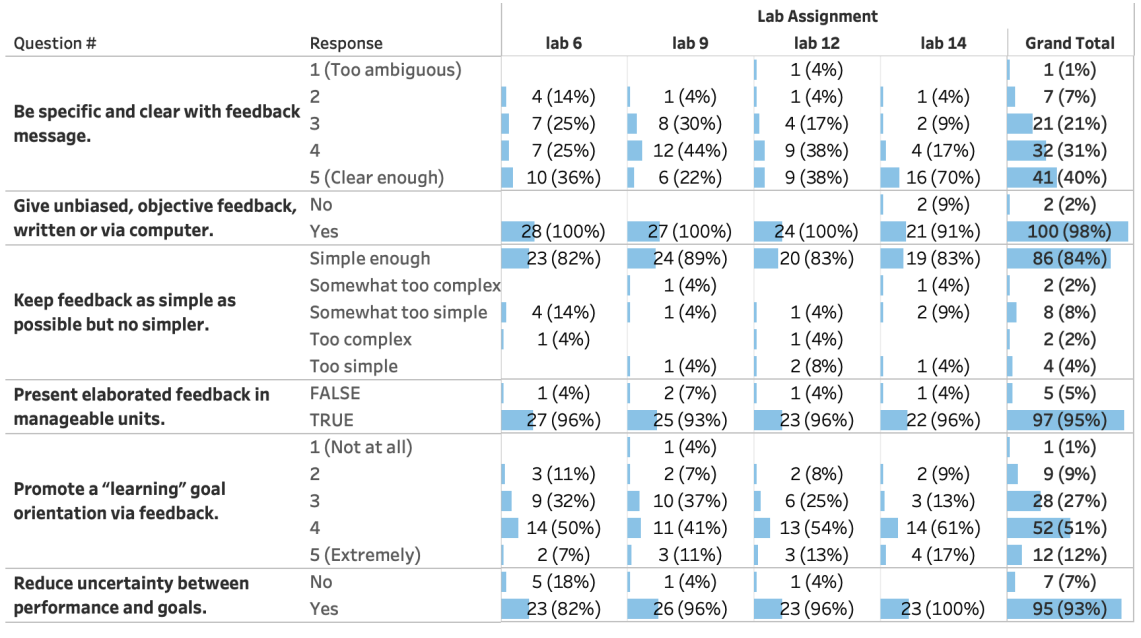 Lab Assignment
Question # Response lab 6 lab 9 lab 12 lab 14 Grand Total
Be specific and clear with feedback message.
1 (Too ambiguous) 1 (4%) 1 (1%)
2 4 (14%) 1 (4%) 1 (4%) 1 (4%) 7 (7%)
3 7 (25%) 8 (30%) 4 (17%) 2 (9%) 21 (21%)
4 7 (25%) 12 (44%) 9 (38%) 4 (17%) 32 (31%)
5 (Clear enough) 10 (36%) 6 (22%) 9 (38%) 16 (70%) 41 (40%)
Give unbiased, objective feedback, written or via computer.
No 2 (9%) 2 (2%)
Yes 28 (100%) 27 (100%) 24 (100%) 21 (91%) 100 (98%)
Keep feedback as simple as possible but no simpler.
Simple enough 23 (82%) 24 (89%) 20 (83%) 19 (83%) 86 (84%)
Somewhat too complex 1 (4%) 1 (4%) 2 (2%)
Somewhat too simple 4 (14%) 1 (4%) 1 (4%) 2 (9%) 8 (8%)
Too complex 1 (4%) 1 (4%) 2 (2%)
Too simple 1 (4%) 2 (8%) 1 (4%) 4 (4%)
Present elaborated feedback in manageable units.
FALSE 1 (4%) 2 (7%) 1 (4%) 1 (4%) 5 (5%)
TRUE 27 (96%) 25 (93%) 23 (96%) 22 (96%) 97 (95%)
Promote a “learning” goal orientation via feedback.
1 (Not at all) 1 (4%) 1 (1%)
2 3 (11%) 2 (7%) 2 (8%) 2 (9%) 9 (9%)
3 9 (32%) 10 (37%) 6 (25%) 3 (13%) 28 (27%)
4 14 (50%) 11 (41%) 13 (54%) 14 (61%) 52 (51%)
5 (Extremely) 2 (7%) 3 (11%) 3 (13%) 4 (17%) 12 (12%)
Reduce uncertainty between performance and goals.
No 5 (18%) 1 (4%) 1 (4%) 7 (7%)
Yes 23 (82%) 26 (96%) 23 (96%) 23 (100%) 95 (93%)